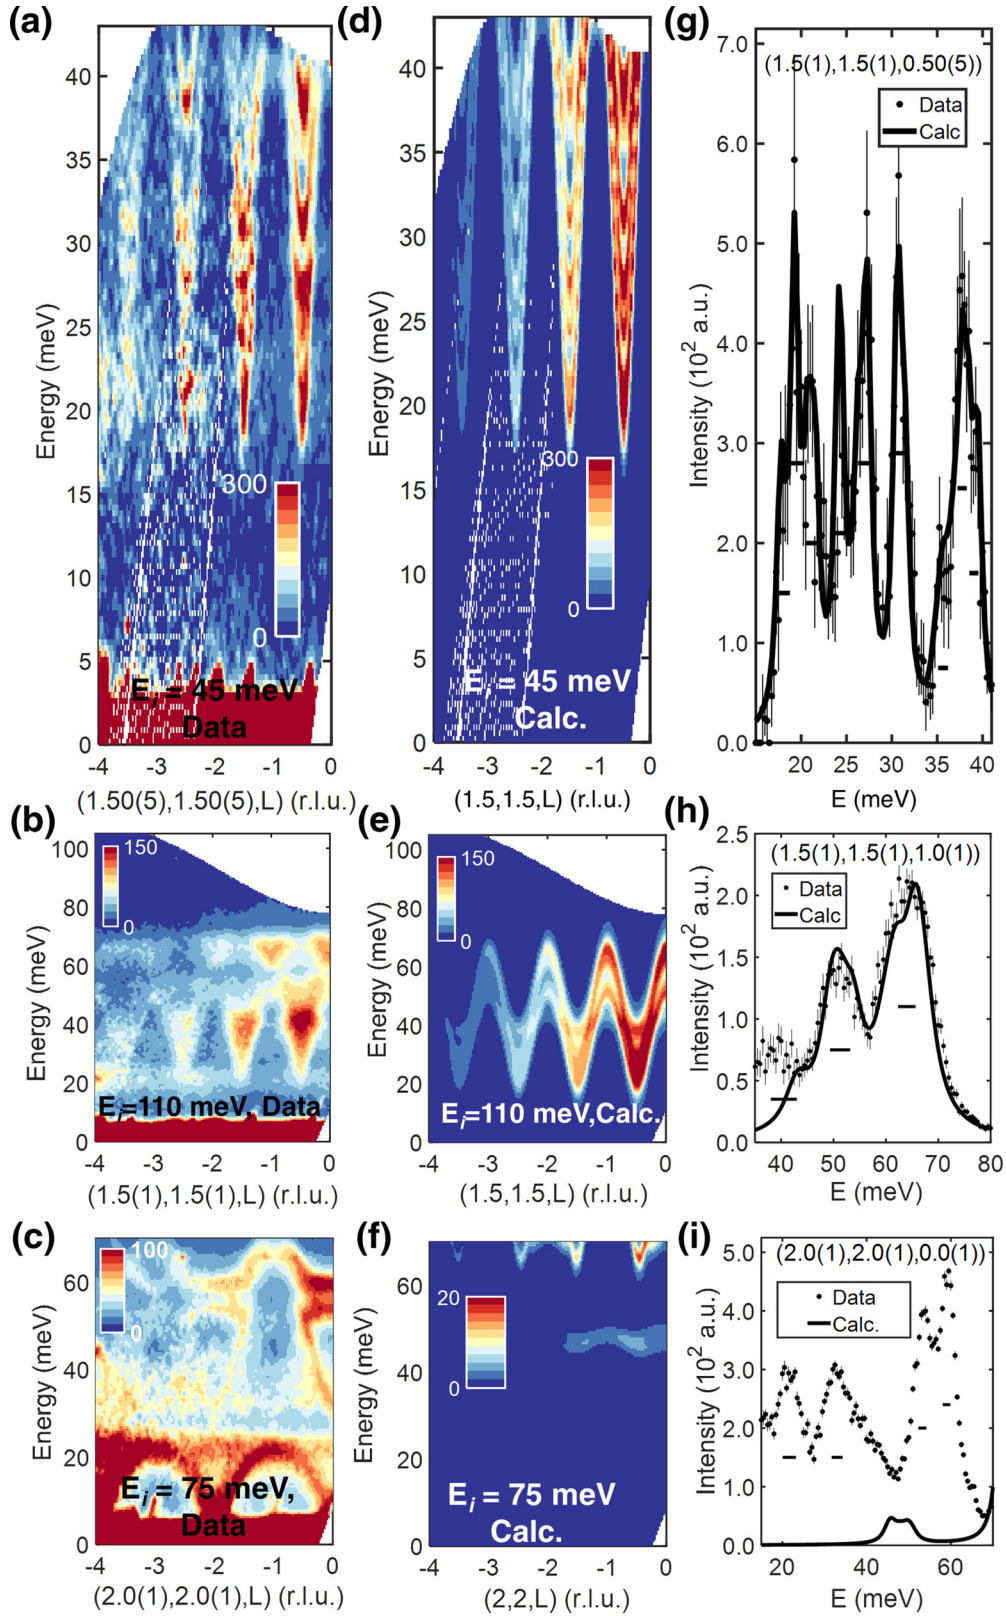 (a)
Energy (meV)
40
35
30
25
20
15
10
5
0
300
0
E_i = 45 meV
Data
-4 -3 -2 -1 0
(1.50(5),1.50(5),L) (r.l.u.)
(d)
Energy (meV)
40
35
30
25
20
15
10
5
0
300
0
E_i = 45 meV
Calc.
-4 -3 -2 -1 0
(1.5,1.5,L) (r.l.u.)
(g)
(1.5(1),1.5(1),0.50(5))
Data
Calc
Intensity (10² a.u.)
7.0
6.0
5.0
4.0
3.0
2.0
1.0
0.0
20 25 30 35 40
E (meV)
(b)
Energy (meV)
100
80
60
40
20
0
150
0
E_i=110 meV, Data
-4 -3 -2 -1 0
(1.5(1),1.5(1),L) (r.l.u.)
(e)
Energy (meV)
100
80
60
40
20
0
150
0
E_i=110 meV,Calc.
-4 -3 -2 -1 0
(1.5,1.5,L) (r.l.u.)
(h)
(1.5(1),1.5(1),1.0(1))
Data
Calc
Intensity (10² a.u.)
2.5
2.0
1.5
1.0
0.5
0.0
40 50 60 70 80
E (meV)
(c)
Energy (meV)
60
40
20
0
100
0
E_i = 75 meV,
Data
-4 -3 -2 -1 0
(2.0(1),2.0(1),L) (r.l.u.)
(f)
Energy (meV)
60
40
20
0
20
0
E_i = 75 meV
Calc.
-4 -3 -2 -1 0
(2,2,L) (r.l.u.)
(i)
(2.0(1),2.0(1),0.0(1))
Data
Calc.
Intensity (10² a.u.)
5.0
4.0
3.0
2.0
1.0
0.0
20 40 60
E (meV)